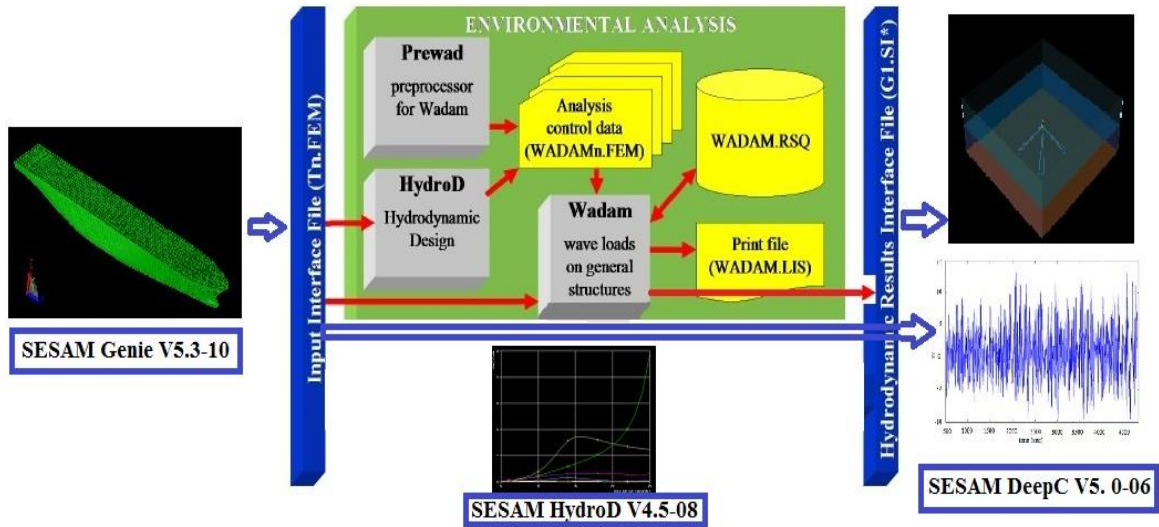 ENVIRONMENTAL ANALYSIS
Prewad
preprocessor
for Wadam
Analysis
control data
(WADAMn.FEM)
WADAM.RSQ
HydroD
Hydrodynamic
Design
Wadam
wave loads
on general
structures
Print file
(WADAM.LIS)
Input Interface File (Tn.FEM)
Hydrodynamic Results Interface File (G1.SI*)
SESAM Genie V5.3-10
SESAM HydroD V4.5-08
SESAM DeepC V5. 0-06